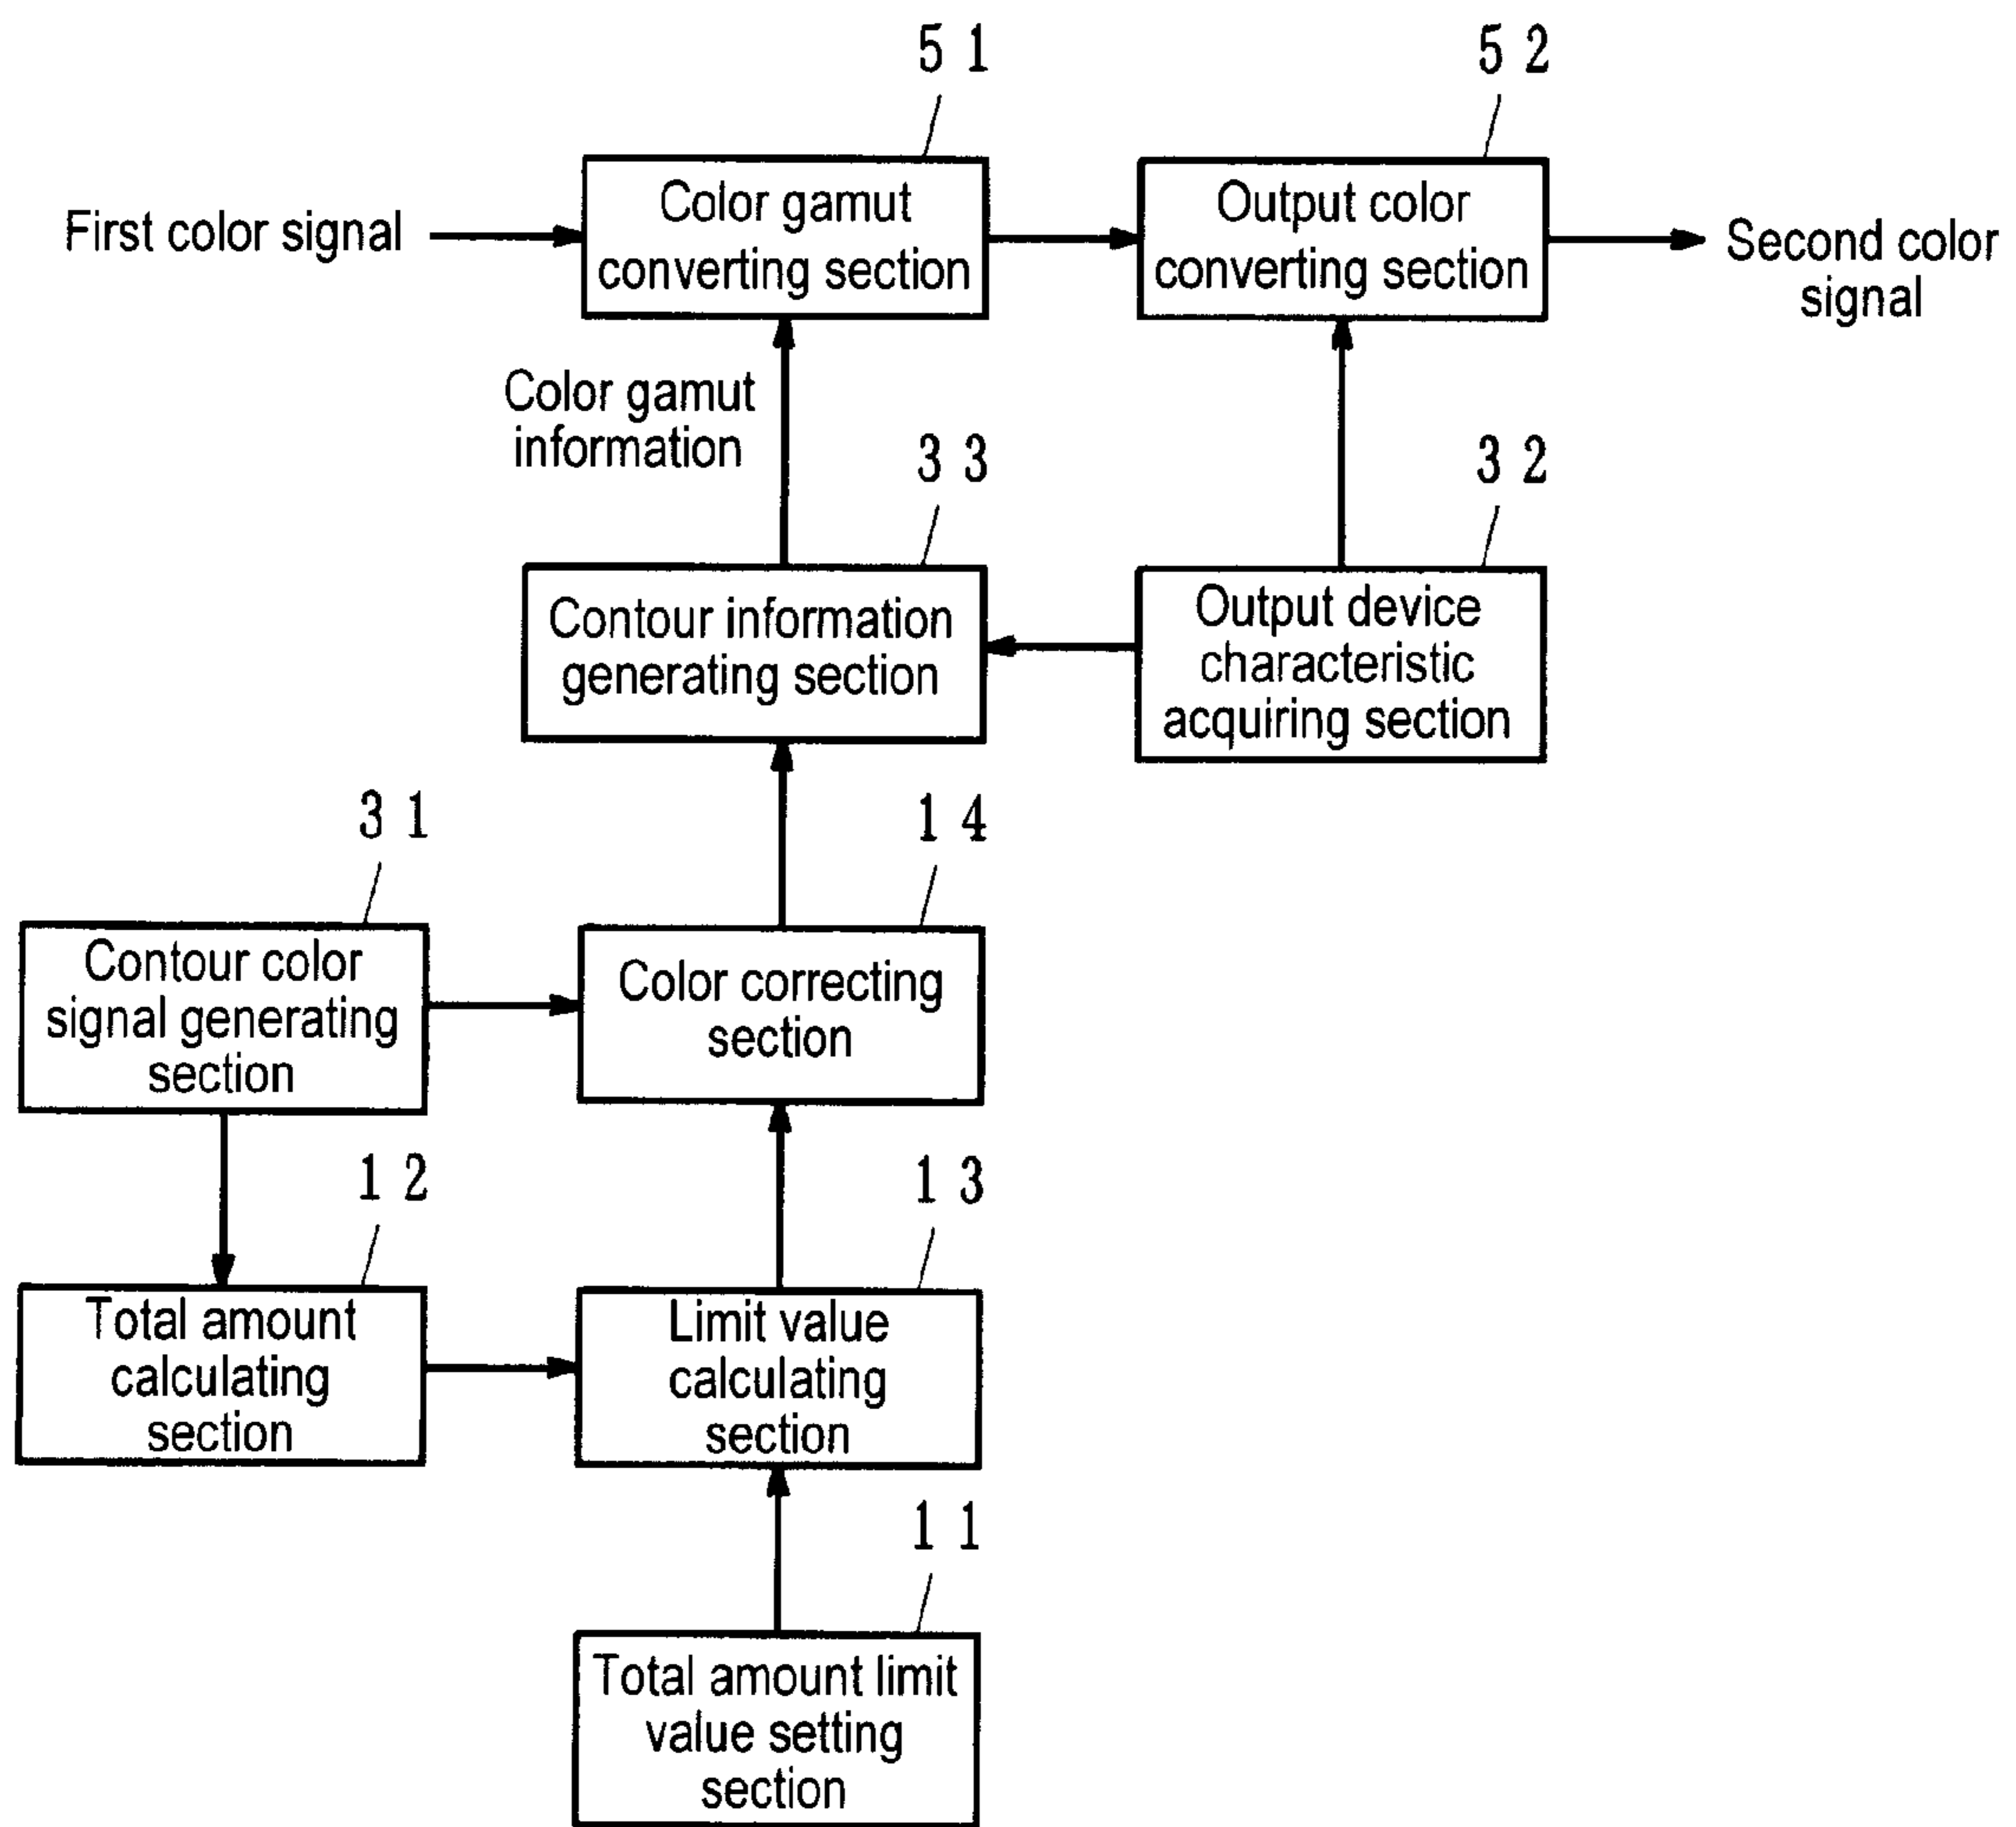 5 1
5 2
First color signal
Color gamut
converting section
Output color
converting section
Second color
signal
Color gamut
information
3 3
3 2
Contour information
generating section
Output device
characteristic
acquiring section
3 1
1 4
Contour color
signal generating
section
Color correcting
section
1 2
1 3
Total amount
calculating
section
Limit value
calculating
section
1 1
Total amount limit
value setting
section